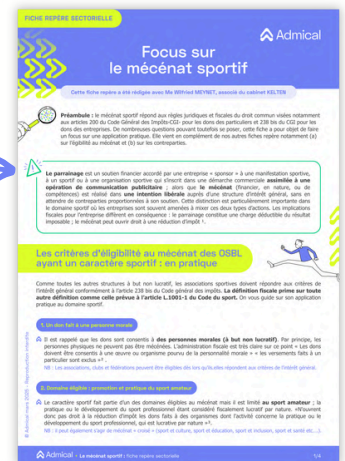 FICHE REPÈRE SECTORIELLE
Admical
Focus sur
le mécénat sportif
Cette fiche repère a été rédigée avec Me Wilfried MEYNET, associé du cabinet KELTEN
Préambule : le mécénat sportif répond aux règles juridiques et fiscales du droit commun visées notamment
aux articles 200 du Code Général des Impôts-CGI- pour les dons des particuliers et 238 bis du CGI pour les
dons des entreprises. De nombreuses questions pouvant toutefois se poser, cette fiche a pour objet de faire
un focus sur une application pratique. Elle vient en complément de nos fiches repère notamment (a)
sur l'éligibilité au mécénat et (b) sur les contreparties.
Le parrainage est un soutien financier accordé par une entreprise « sponsor » à une manifestation sportive,
à un sportif ou à une organisation sportive qui s'inscrit dans une démarche commerciale assimilée à une
opération de communication publicitaire ; alors que le mécénat (financier, en nature, ou de
compétences) est réalisé dans une intention libérale auprès d'une structure d'intérêt général, sans en
attendre de contreparties proportionnées à son soutien. Cette distinction est particulièrement importante dans
le domaine sportif où les entreprises sont souvent amenées à mixer ces deux types d'actions. Les implications
fiscales pour l'entreprise diffèrent en conséquence : le parrainage constitue une charge déductible du résultat
imposable ; le mécénat peut ouvrir droit à une réduction d'impôt ¹.
Les critères d'éligibilité au mécénat des OSBL
ayant un caractère sportif : en pratique
Comme toutes les autres structures à but non lucratif, les associations sportives doivent répondre aux critères de
l'intérêt général conformément à l'article 238 bis du Code général des impôts. La définition fiscale prime sur toute
autre définition comme celle prévue à l'article L.1001-1 du Code du sport. On vous guide sur son application
pratique au domaine sportif.
1. Un don fait à une personne morale
Il est rappelé que les dons sont consentis à des personnes morales (à but non lucratif). Par principe, les
personnes physiques ne peuvent pas être mécénées. L'administration fiscale est très claire sur ce point « Les dons
doivent être consentis à une œuvre ou organisme pourvu de la personnalité morale » « les versements faits à un
particulier sont exclus »² .
NB : Les associations, clubs et fédérations peuvent être éligibles dès lors qu'ils/elles répondent aux critères de l'intérêt général.
2. Domaine éligible : promotion et pratique du sport amateur
Le caractère sportif fait partie d'un des domaines éligibles au mécénat mais il est limité au sport amateur ; la
pratique ou le développement du sport professionnel étant considéré fiscalement lucratif par nature. «N'ouvrent
donc pas droit à la réduction d'impôt les dons faits à des organismes dont l'activité concerne la pratique ou le
développement du sport professionnel, qui est lucrative par nature »³.
NB : il peut également s'agir de mécénat « croisé » (sport et culture, sport et éducation, sport et inclusion, sport et santé etc...).
© Admical mars 2025 - Reproduction interdite
Admical • Le mécénat sportif : fiche repère sectorielle
1/4